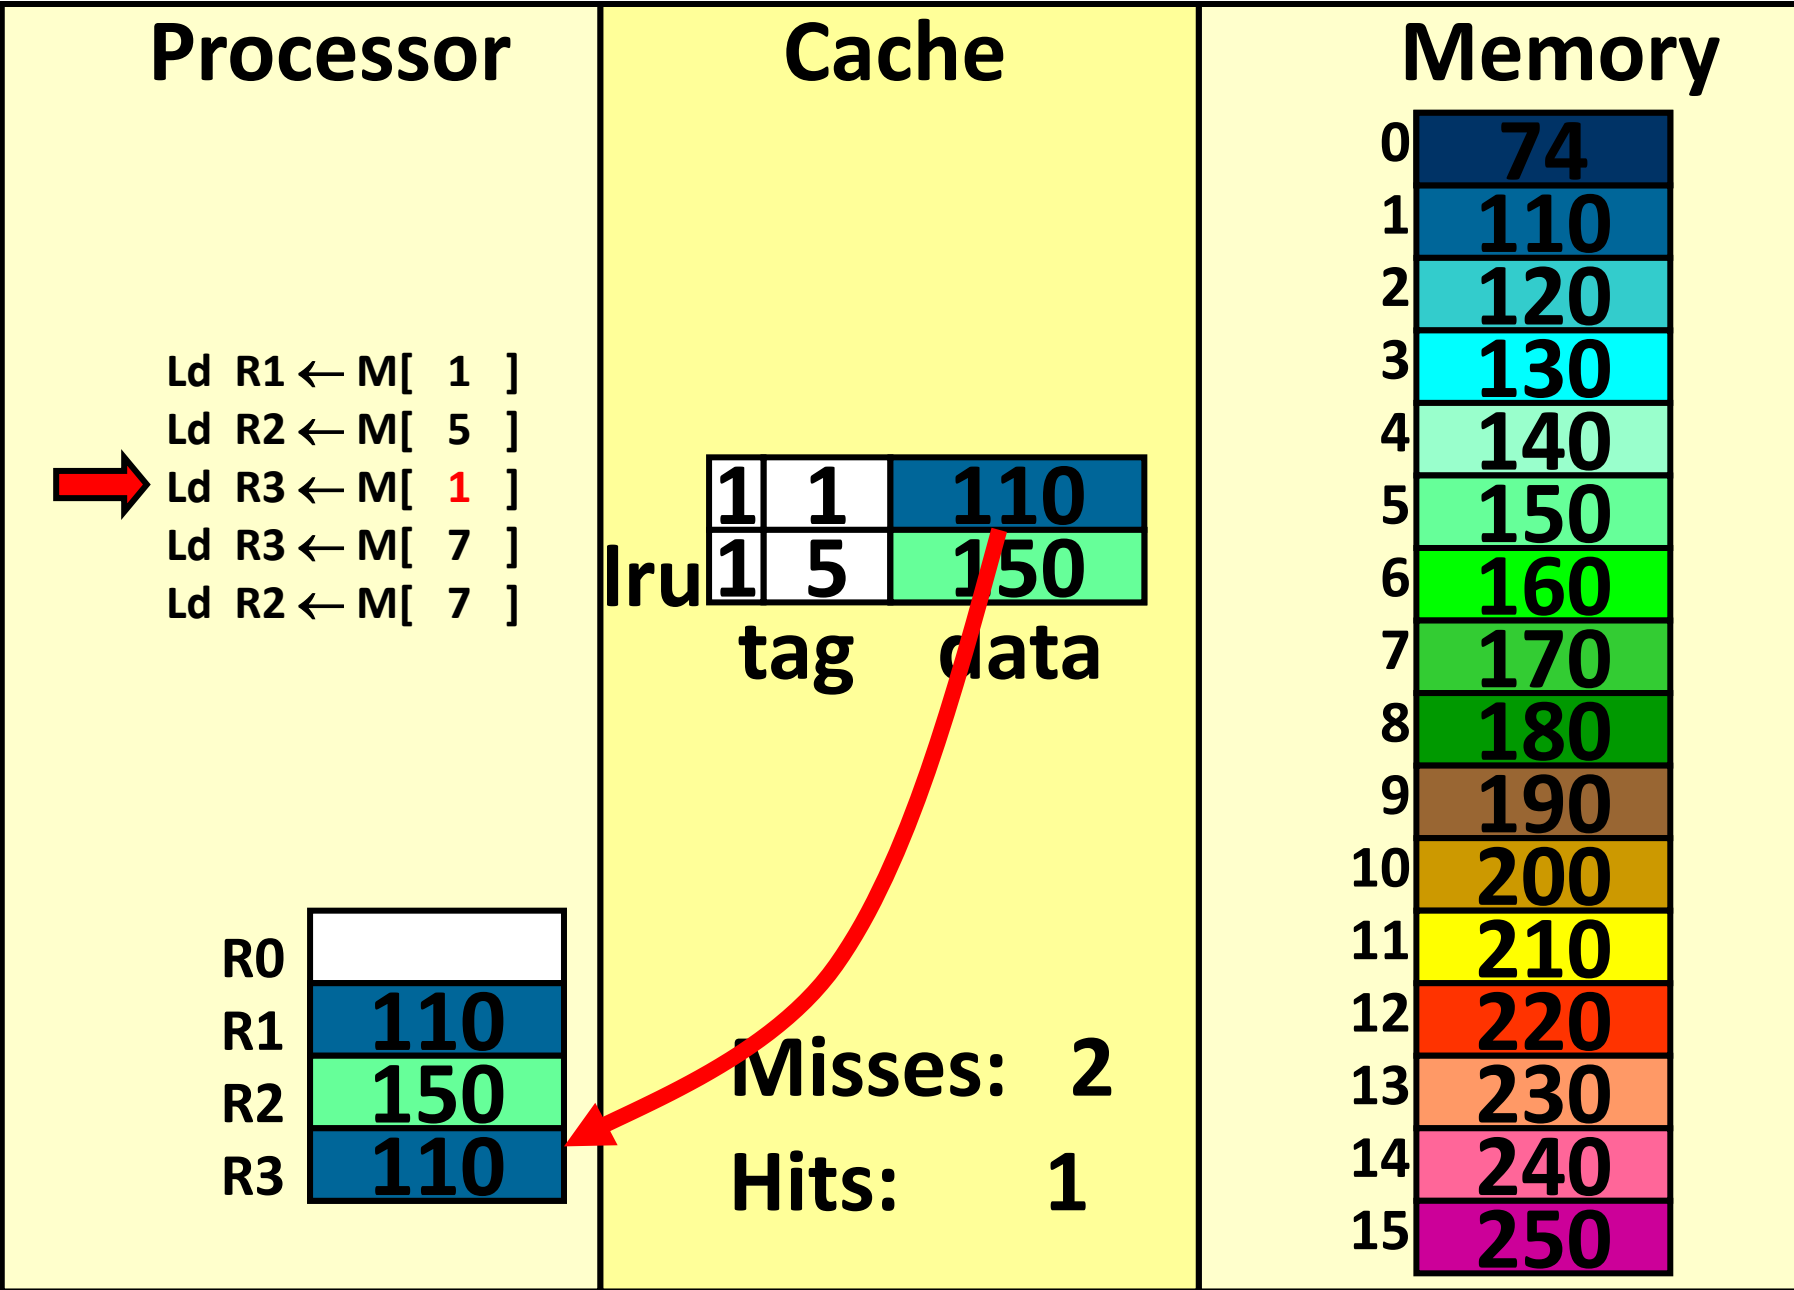 Processor
Ld R1 ← M[ 1 ]
Ld R2 ← M[ 5 ]
Ld R3 ← M[ 1 ]
Ld R3 ← M[ 7 ]
Ld R2 ← M[ 7 ]
R0
R1 110
R2 150
R3 110
Cache
1 1 110
lru 1 5 150
tag data
Misses: 2
Hits: 1
Memory
0 74
1 110
2 120
3 130
4 140
5 150
6 160
7 170
8 180
9 190
10 200
11 210
12 220
13 230
14 240
15 250